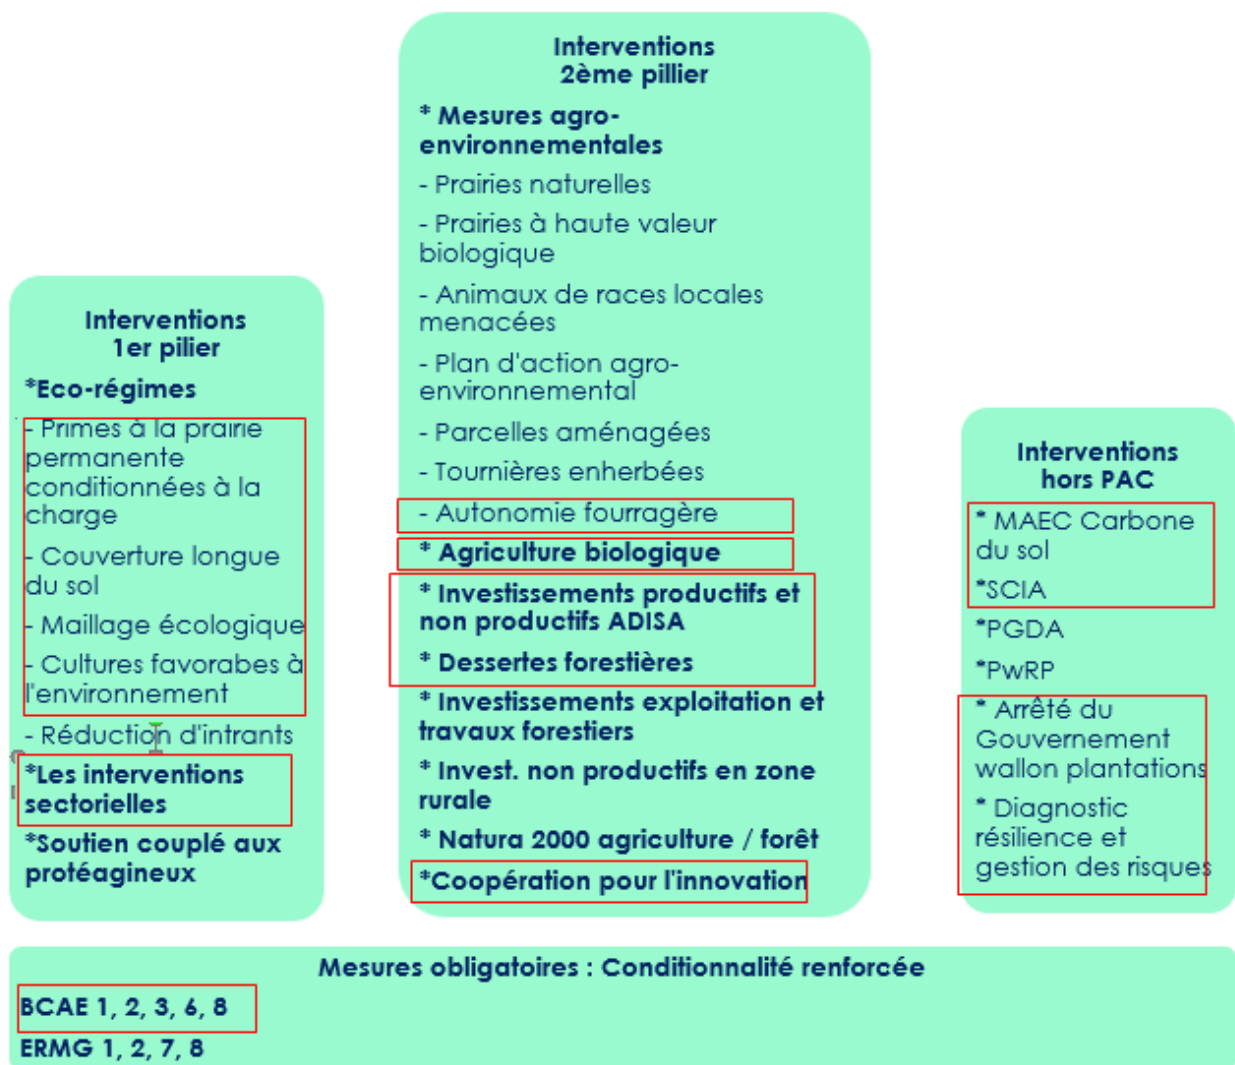 Interventions
1er pilier
*Eco-régimes
- Primes à la prairie
permanente
conditionnées à la
charge
- Couverture longue
du sol
- Maillage écologique
- Cultures favorabes à
l'environnement
- Réduction d'intrants
*Les interventions
sectorielles
*Soutien couplé aux
protéagineux
Interventions
2ème pillier
* Mesures agro-
environnementales
- Prairies naturelles
- Prairies à haute valeur
biologique
- Animaux de races locales
menacées
- Plan d'action agro-
environnemental
- Parcelles aménagées
- Tournières enherbées
- Autonomie fourragère
* Agriculture biologique
* Investissements productifs et
non productifs ADISA
* Dessertes forestières
* Investissements exploitation et
travaux forestiers
* Invest. non productifs en zone
rurale
* Natura 2000 agriculture / forêt
*Coopération pour l'innovation
Interventions
hors PAC
* MAEC Carbone
du sol
*SCIA
*PGDA
*PwRP
* Arrêté du
Gouvernement
wallon plantations
* Diagnostic
résilience et
gestion des risques
Mesures obligatoires : Conditionnalité renforcée
BCAE 1, 2, 3, 6, 8
ERMG 1, 2, 7, 8